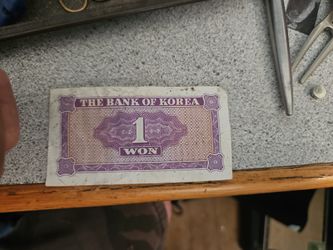 THE BANK OF KOREA
1
WON